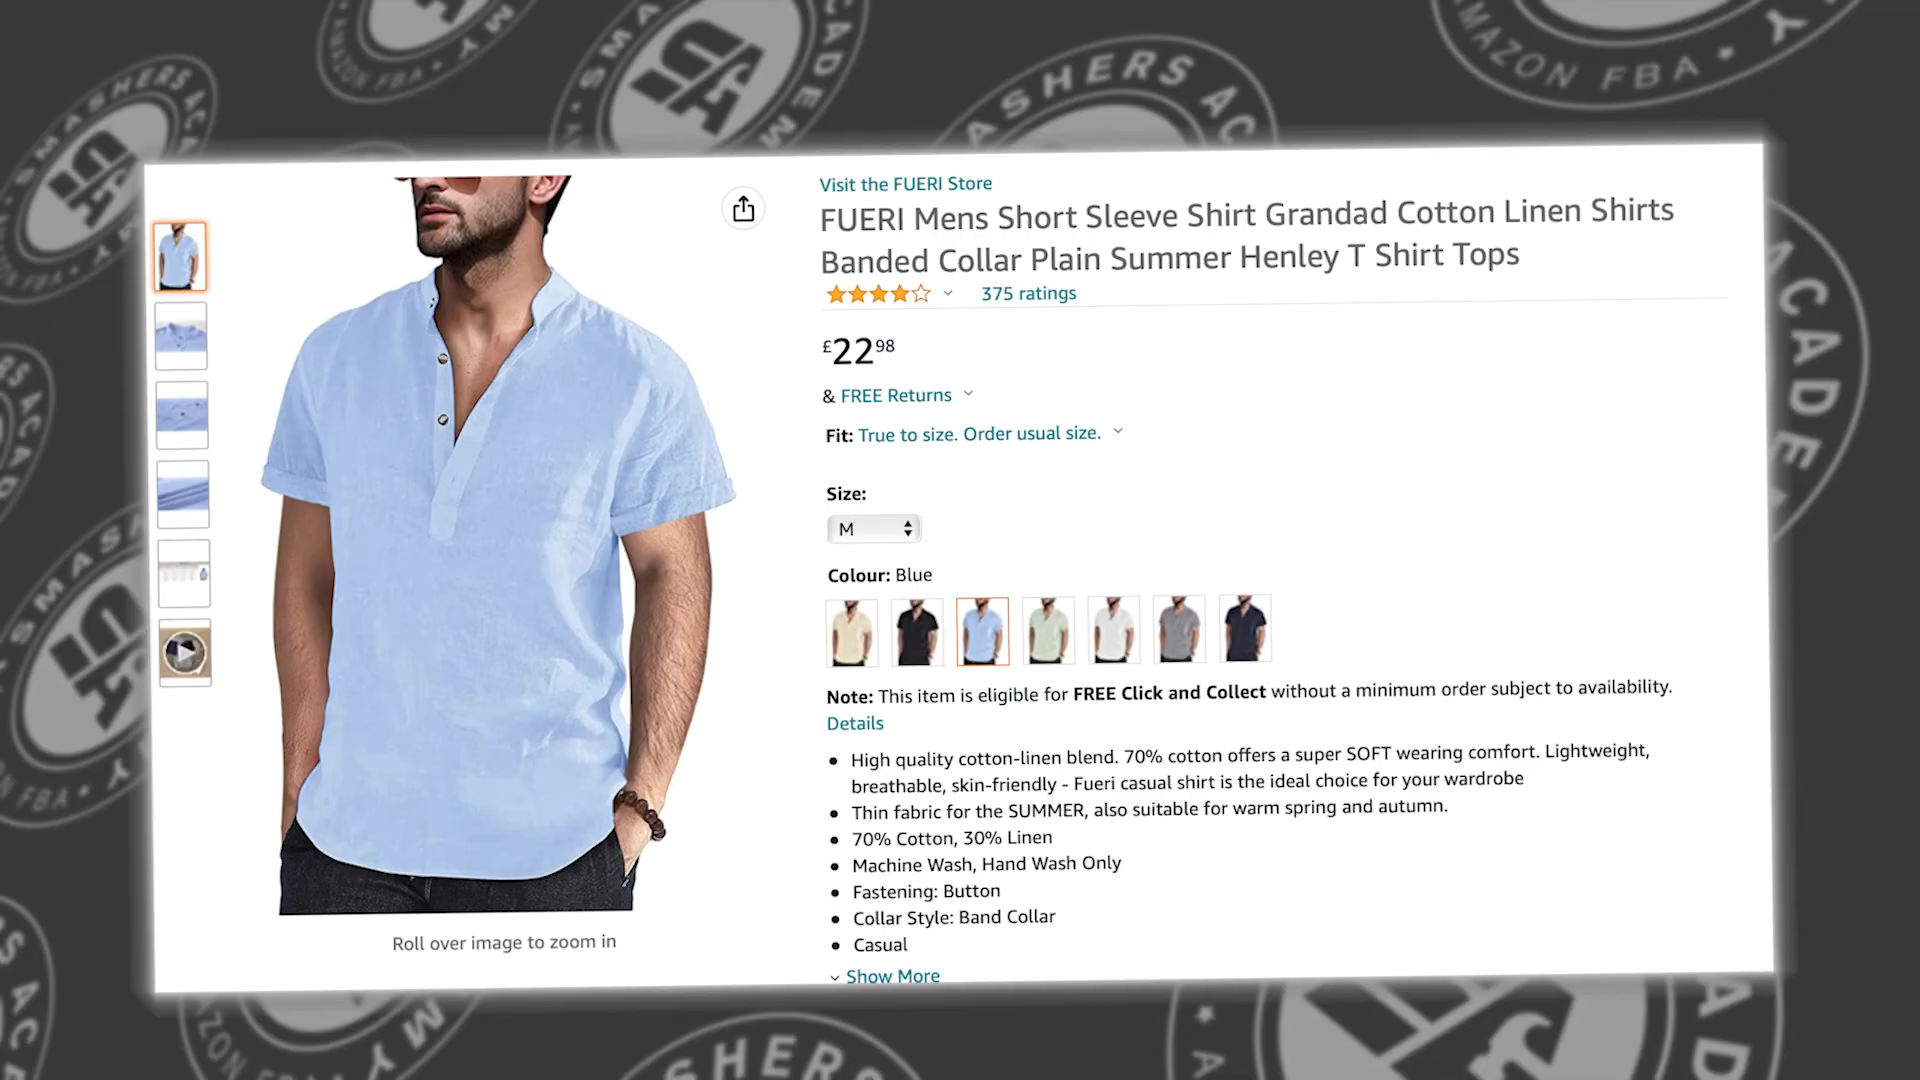 SMASHERS ACADEMY
AMAZON FBA
Visit the FUERI Store
FUERI Mens Short Sleeve Shirt Grandad Cotton Linen Shirts
Banded Collar Plain Summer Henley T Shirt Tops
375 ratings
£22 98
& FREE Returns
Fit: True to size. Order usual size.
Size:
M
Colour: Blue
Note: This item is eligible for FREE Click and Collect without a minimum order subject to availability.
Details
• High quality cotton-linen blend. 70% cotton offers a super SOFT wearing comfort. Lightweight,
breathable, skin-friendly - Fueri casual shirt is the ideal choice for your wardrobe
• Thin fabric for the SUMMER, also suitable for warm spring and autumn.
• 70% Cotton, 30% Linen
• Machine Wash, Hand Wash Only
• Fastening: Button
• Collar Style: Band Collar
• Casual
Show More
Roll over image to zoom in